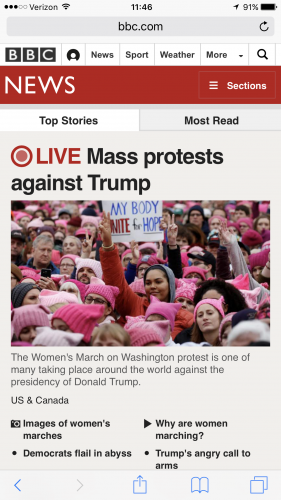 Verizon 11:46 91%
bbc.com
BBC News Sport Weather More
NEWS Sections
Top Stories Most Read
LIVE Mass protests
against Trump
MY BODY
UNITE for HOPE
The Women's March on Washington protest is one of
many taking place around the world against the
presidency of Donald Trump.
US & Canada
Images of women's
marches
Why are women
marching?
Democrats flail in abyss
Trump's angry call to
arms